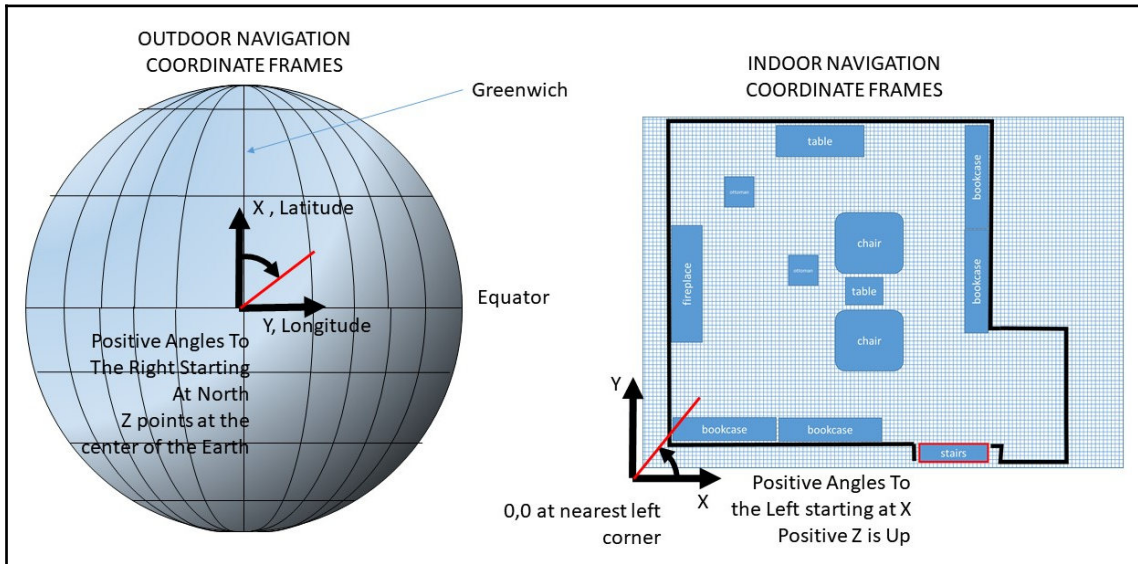 OUTDOOR NAVIGATION
COORDINATE FRAMES
Greenwich
X , Latitude
Equator
Y, Longitude
Positive Angles To
The Right Starting
At North
Z points at the
center of the Earth
INDOOR NAVIGATION
COORDINATE FRAMES
table
bookcase
ottoman
chair
fireplace
ottoman
table
bookcase
chair
Y
bookcase
bookcase
stairs
X
0,0 at nearest left
corner
Positive Angles To
the Left starting at X
Positive Z is Up